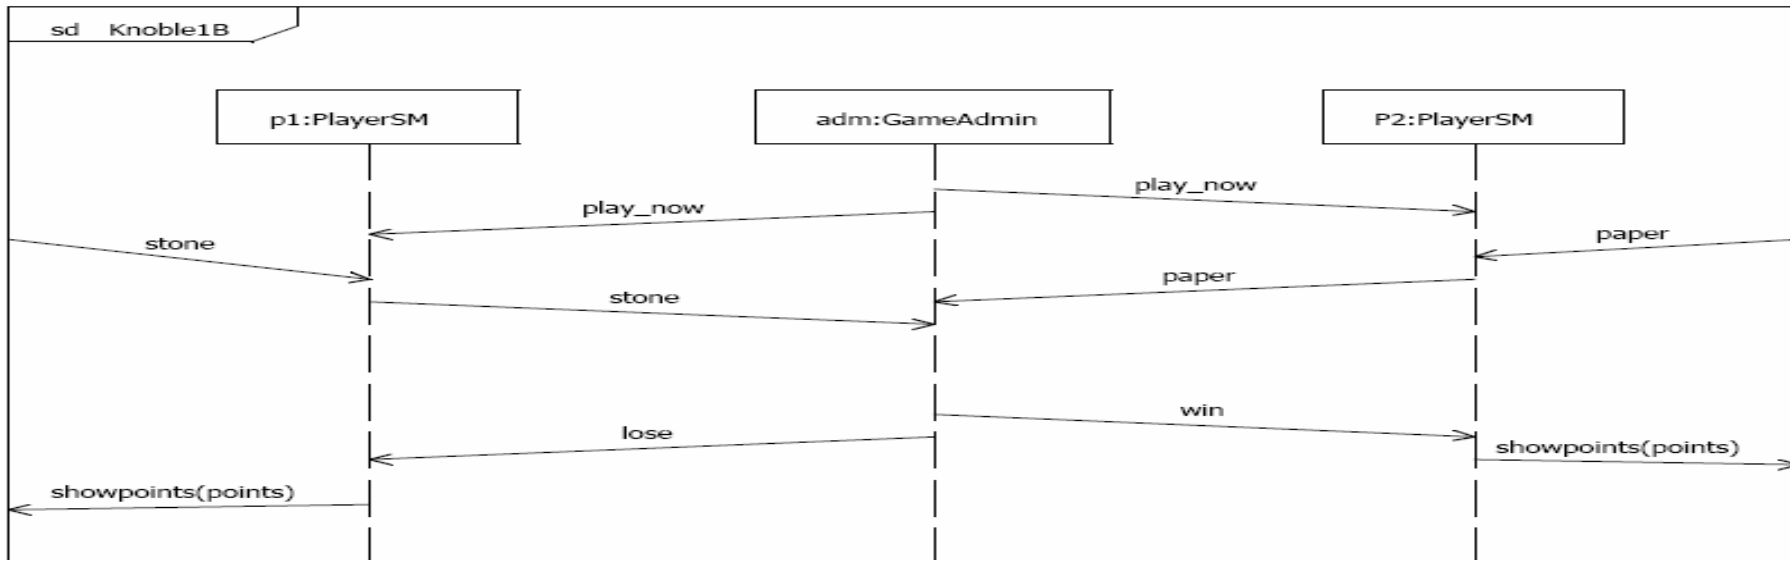 sd Knoble1B
p1:PlayerSM
adm:GameAdmin
P2:PlayerSM
play_now
play_now
stone
paper
paper
stone
win
lose
showpoints(points)
showpoints(points)